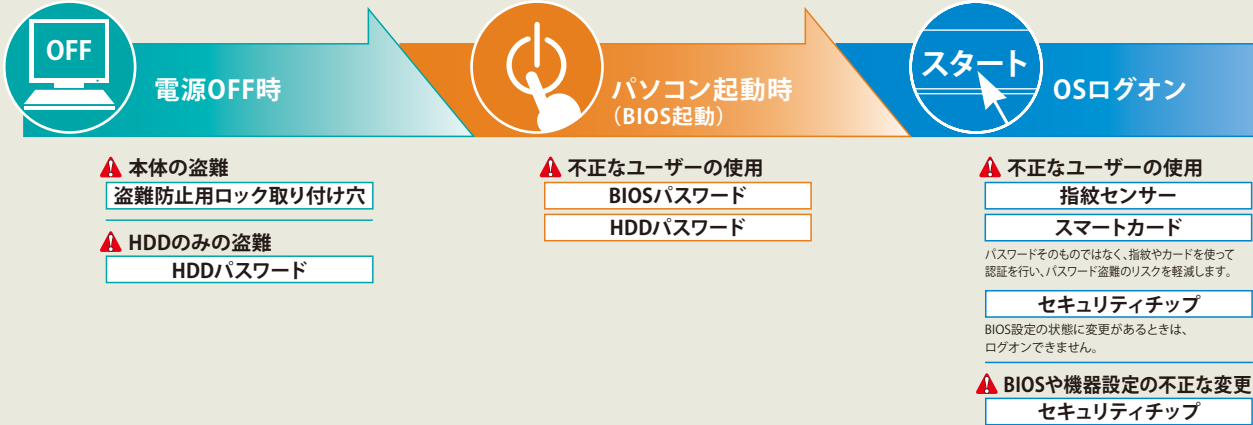 OFF
電源OFF時
本体の盗難
盗難防止用ロック取り付け穴
HDDのみの盗難
HDDパスワード
パソコン起動時
（BIOS起動）
不正なユーザーの使用
BIOSパスワード
HDDパスワード
スタート
OSログオン
不正なユーザーの使用
指紋センサー
スマートカード
パスワードそのものではなく、指紋やカードを使って
認証を行い、パスワード盗難のリスクを軽減します。
セキュリティチップ
BIOS設定の状態に変更があるときは、
ログオンできません。
BIOSや機器設定の不正な変更
セキュリティチップ